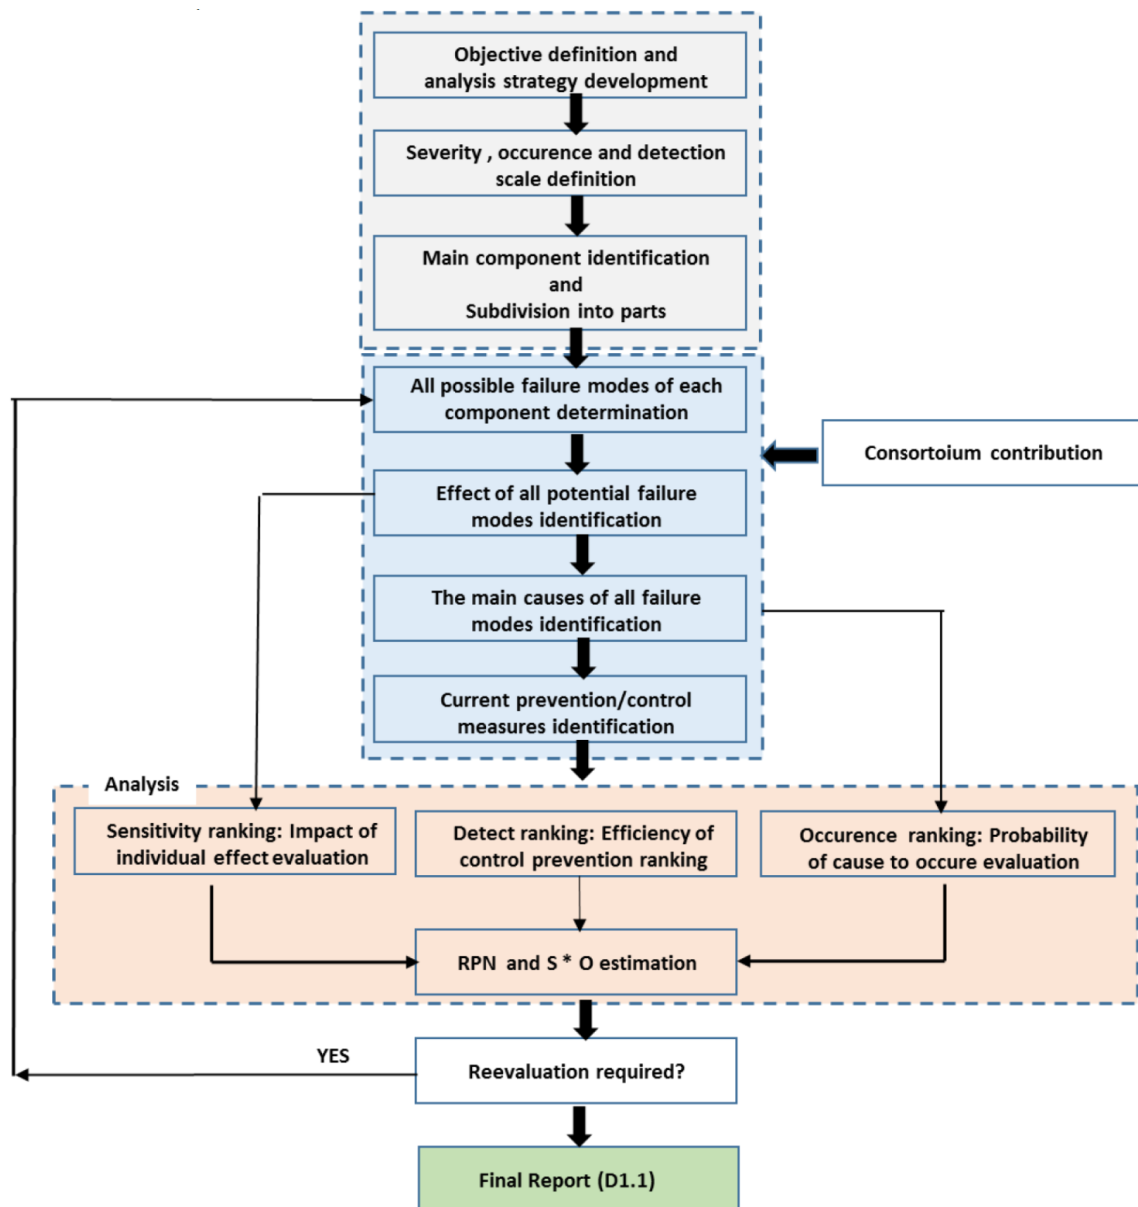 Objective definition and
analysis strategy development
Severity , occurence and detection
scale definition
Main component identification
and
Subdivision into parts
All possible failure modes of each
component determination
Consortoium contribution
Effect of all potential failure
modes identification
The main causes of all failure
modes identification
Current prevention/control
measures identification
Analysis
Sensitivity ranking: Impact of
individual effect evaluation
Detect ranking: Efficiency of
control prevention ranking
Occurence ranking: Probability
of cause to occure evaluation
RPN and S * O estimation
YES
Reevaluation required?
Final Report (D1.1)